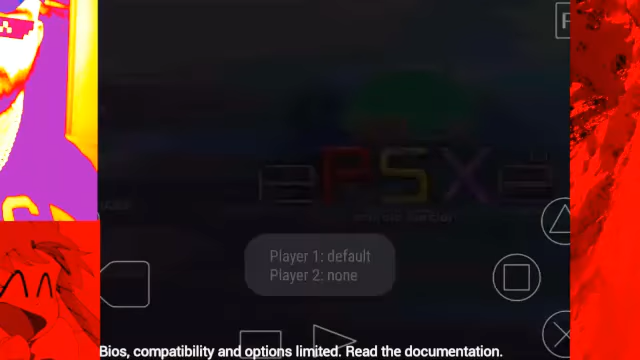 ePSXe
Player 1: default
Player 2: none
Bios, compatibility and options limited. Read the documentation.